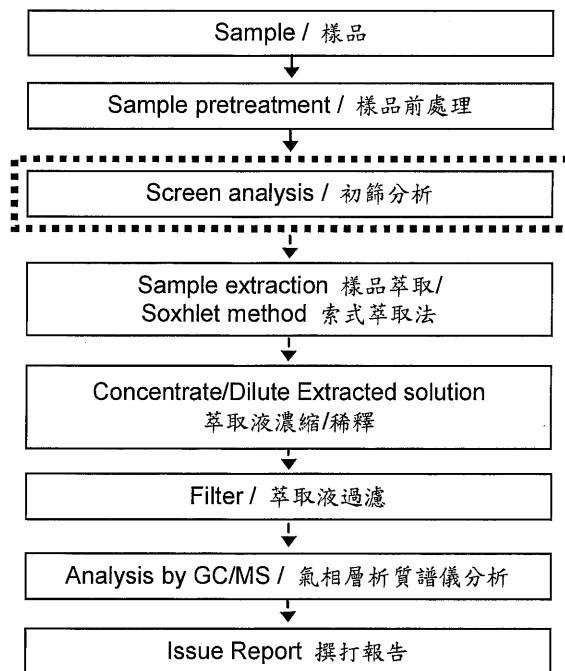 Sample / 樣品
Sample pretreatment / 樣品前處理
Screen analysis / 初篩分析
Sample extraction 樣品萃取/
Soxhlet method 索式萃取法
Concentrate/Dilute Extracted solution
萃取液濃縮/稀釋
Filter / 萃取液過濾
Analysis by GC/MS / 氣相層析質譜儀分析
Issue Report 撰打報告